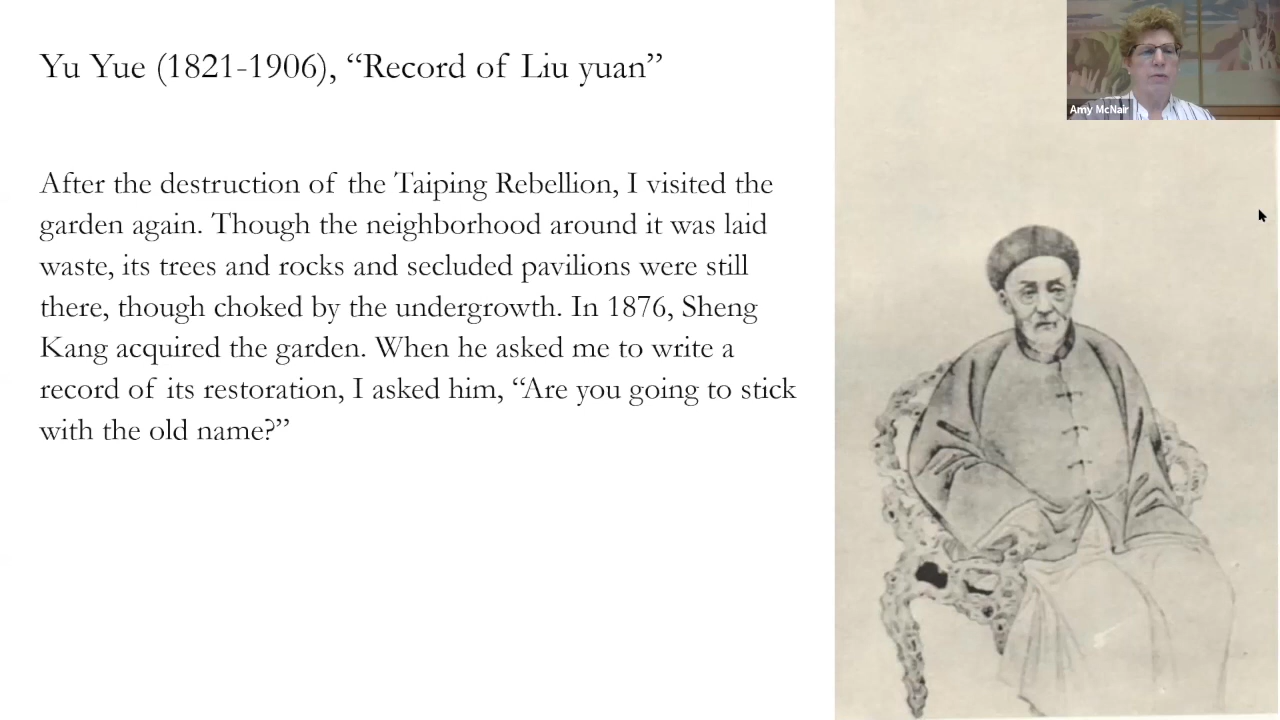 Yu Yue (1821-1906), “Record of Liu yuan”
Amy McNair
After the destruction of the Taiping Rebellion, I visited the
garden again. Though the neighborhood around it was laid
waste, its trees and rocks and secluded pavilions were still
there, though choked by the undergrowth. In 1876, Sheng
Kang acquired the garden. When he asked me to write a
record of its restoration, I asked him, “Are you going to stick
with the old name?”